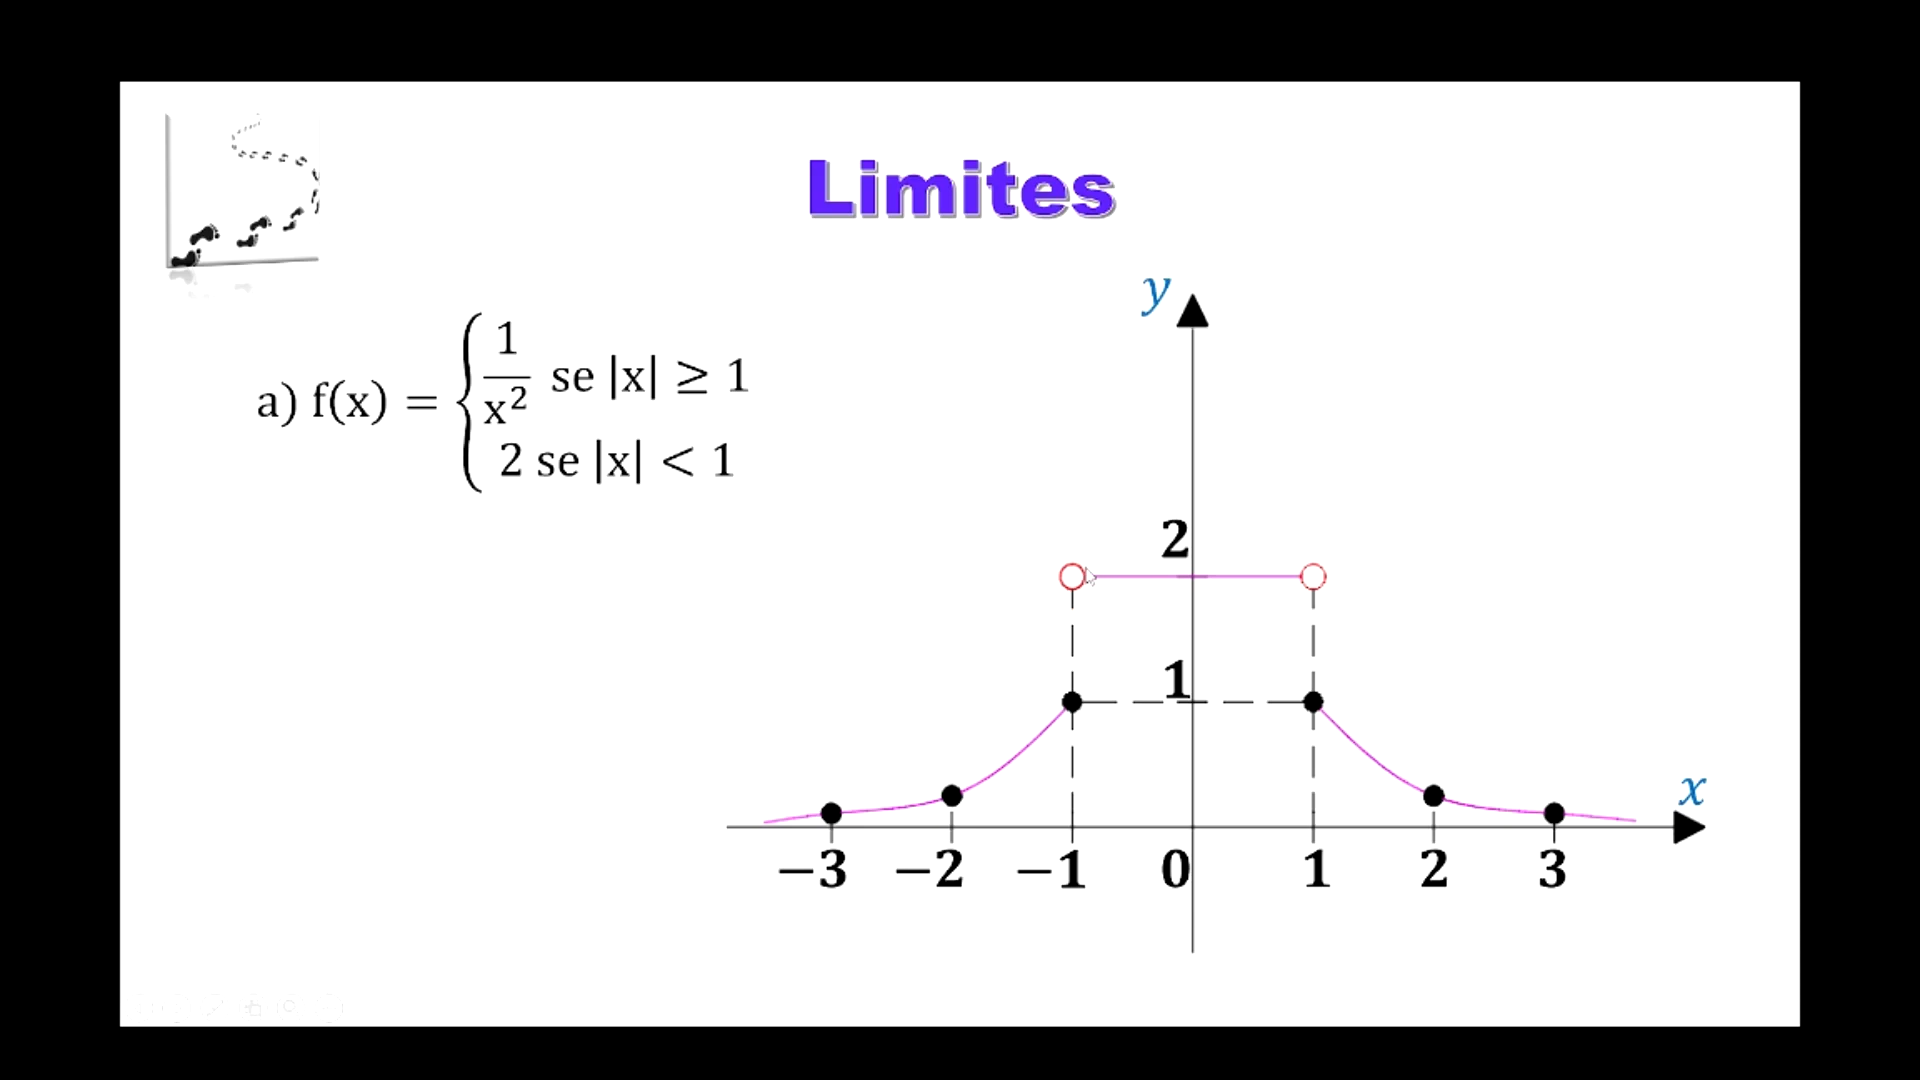 Limites
y
a) f(x) = { 1/x² se |x| ≥ 1
2 se |x| < 1
2
1
x
−3 −2 −1 0 1 2 3